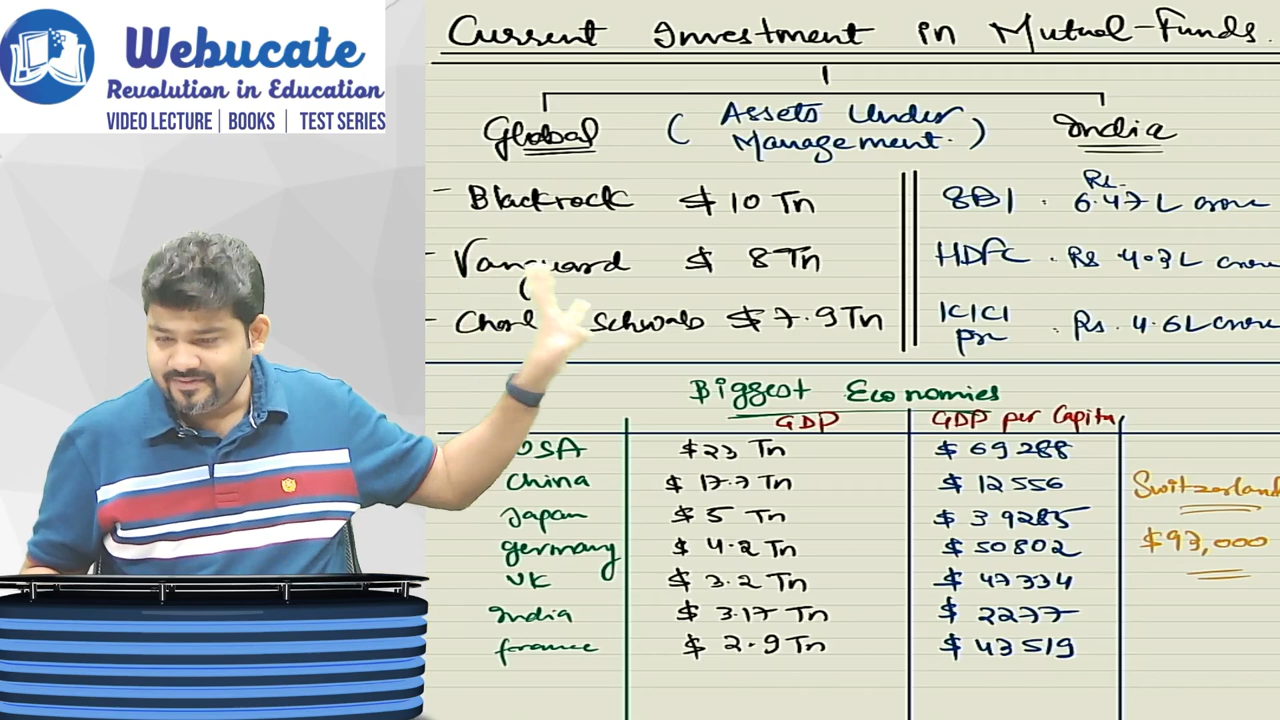 Webucate
Revolution in Education
VIDEO LECTURE | BOOKS | TEST SERIES
Current Investment in Mutual-Funds.
Global ( Assets Under Management. ) India
- Blackrock $ 10 Tn
SBI . Rs. 6.47 L crore
- Vanguard $ 8 Tn
HDFC . Rs 4.3 L crore
- Schwab $ 7.9 Tn
ICICI pru . Rs. 4.6 L crore
Biggest Economies
GDP GDP per Capita
USA $23 Tn $ 69288
China $ 17.7 Tn $ 12556
Japan $ 5 Tn $ 39285
Germany $ 4.2 Tn $ 50802
UK $ 3.2 Tn $ 47334
India $ 3.17 Tn $ 2277
france $ 2.9 Tn $ 43519
Switzerland
$93,000